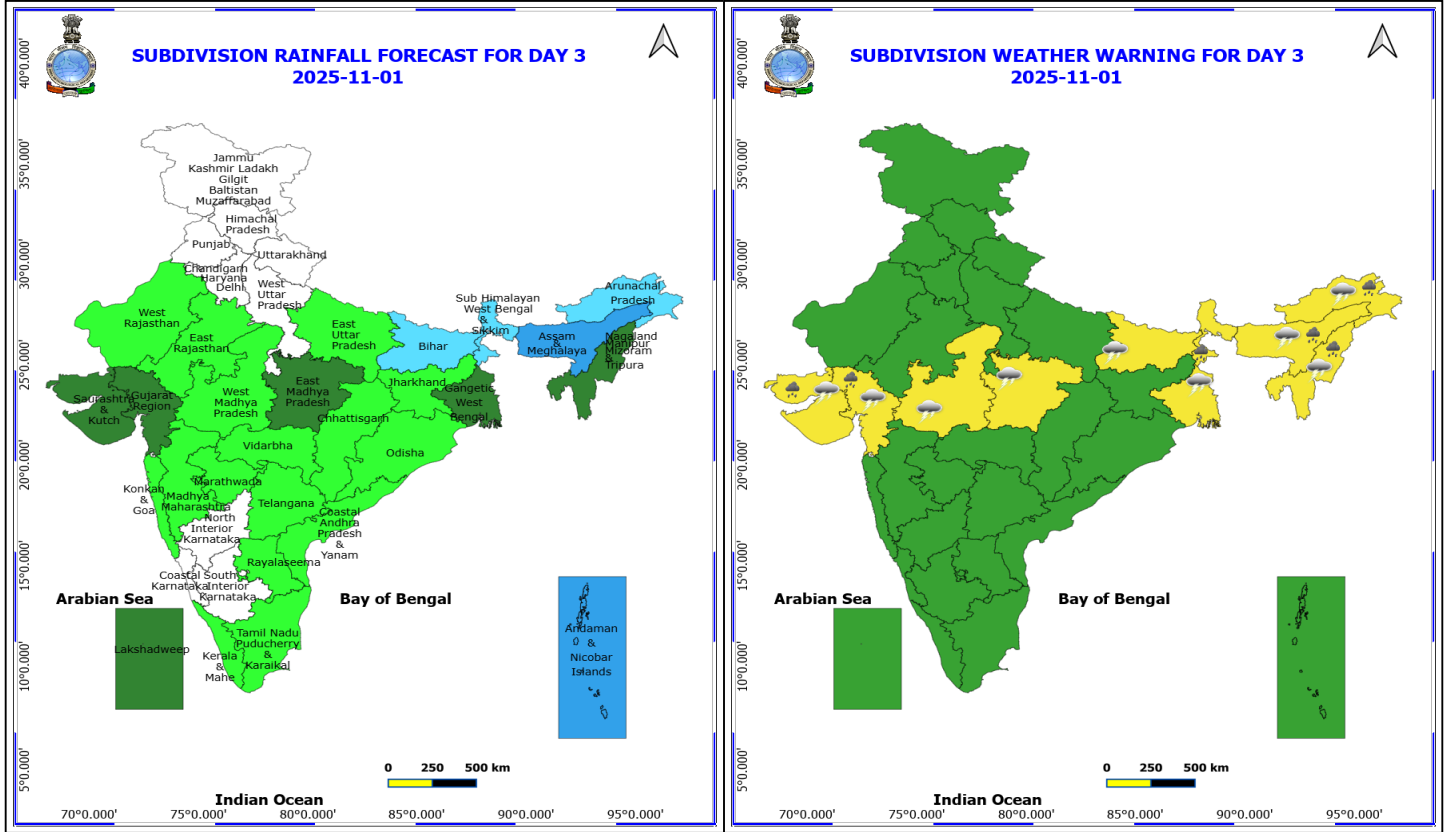 SUBDIVISION RAINFALL FORECAST FOR DAY 3
2025-11-01
40°0.000'
35°0.000'
30°0.000'
25°0.000'
20°0.000'
15°0.000'
10°0.000'
5°0.000'
Jammu
Kashmir Ladakh
Gilgit
Baltistan
Muzaffarabad
Himachal
Pradesh
Punjab
Uttarakhand
Chandigarh
Haryana
Delhi
West
Uttar
Pradesh
West
Rajasthan
East
Rajasthan
East
Uttar
Pradesh
Bihar
Sub Himalayan
West Bengal
&
Sikkim
Arunachal
Pradesh
Assam
&
Meghalaya
Nagaland
Manipur
Mizoram
&
Tripura
Saurashtra
&
Kutch
Gujarat
Region
West
Madhya
Pradesh
East
Madhya
Pradesh
Jharkhand
Gangetic
West
Bengal
Chhattisgarh
Vidarbha
Odisha
Konkan
&
Goa
Madhya
Maharashtra
Marathwada
Telangana
North
Interior
Karnataka
Coastal
Andhra
Pradesh
&
Yanam
Rayalaseema
Coastal
Karnataka
South
Interior
Karnataka
Arabian Sea
Bay of Bengal
Lakshadweep
Kerala
&
Mahe
Tamil Nadu
Puducherry
&
Karaikal
Andaman
&
Nicobar
Islands
0 250 500 km
Indian Ocean
70°0.000' 75°0.000' 80°0.000' 85°0.000' 90°0.000' 95°0.000'
SUBDIVISION WEATHER WARNING FOR DAY 3
2025-11-01
40°0.000'
35°0.000'
30°0.000'
25°0.000'
20°0.000'
15°0.000'
10°0.000'
5°0.000'
Arabian Sea
Bay of Bengal
0 250 500 km
Indian Ocean
70°0.000' 75°0.000' 80°0.000' 85°0.000' 90°0.000' 95°0.000'